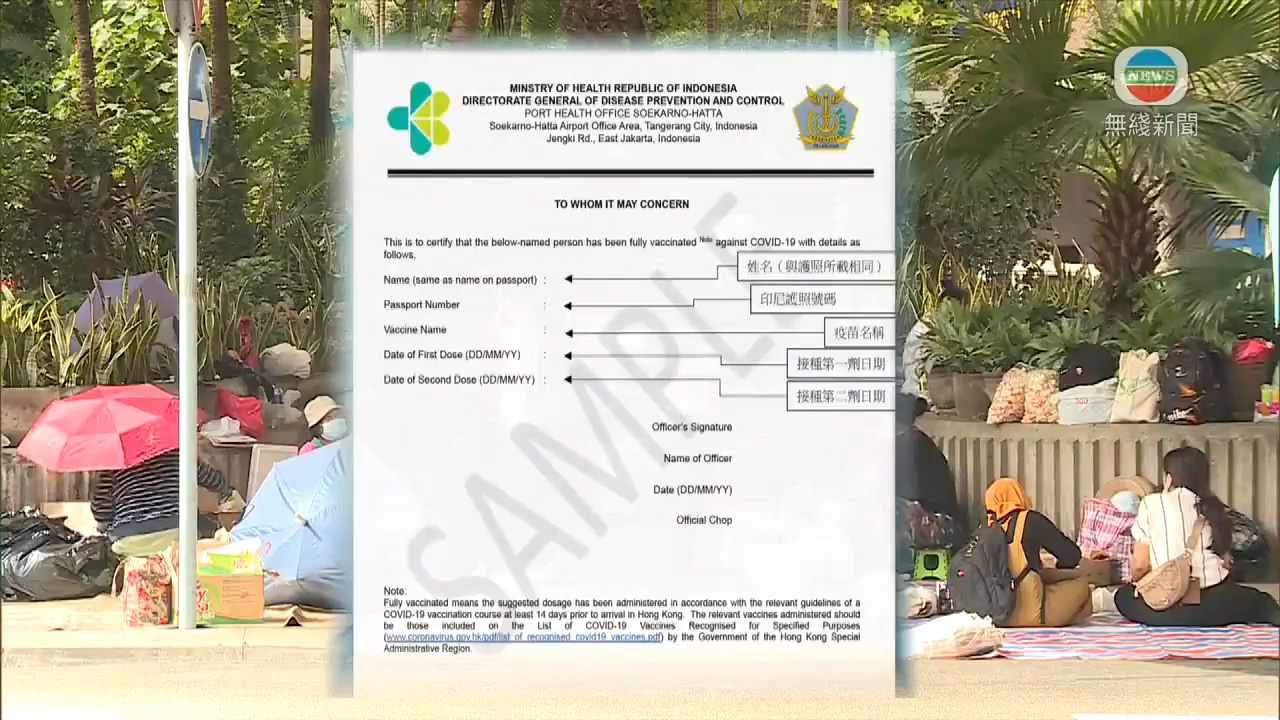 NEWS
無綫新聞
MINSTRY OF HEALTH REPUBLIC OF INDONESIA
DIRECTORATE GENERAL OF DISEASE PREVENTION AND CONTROL
PORT HEALTH OFFICE SOEKARNO-HATTA
Soekarno-Hatta Airport Office Area, Tangerang City, Indonesia
Jengki Rd., East Jakarta, Indonesia
TO WHOM IT MAY CONCERN
This is to certify that the below-named person has been fully vaccinated Note against COVID-19 with details as
follows.
Name (same as name on passport) : 姓名（與護照所載相同）
Passport Number : 印尼護照號碼
Vaccine Name : 疫苗名稱
Date of First Dose (DD/MM/YY) : 接種第一劑日期
Date of Second Dose (DD/MM/YY) : 接種第二劑日期
SAMPLE
Officer's Signature
Name of Officer
Date (DD/MM/YY)
Official Chop
Note:
Fully vaccinated means the suggested dosage has been administered in accordance with the relevant guidelines of a
COVID-19 vaccination course at least 14 days prior to arrival in Hong Kong. The relevant vaccines administered should
be those included on the List of COVID-19 Vaccines Recognised for Specified Purposes
(www.coronavirus.gov.hk/pdf/list_of_recognised_covid19_vaccines.pdf) by the Government of the Hong Kong Special
Administrative Region.